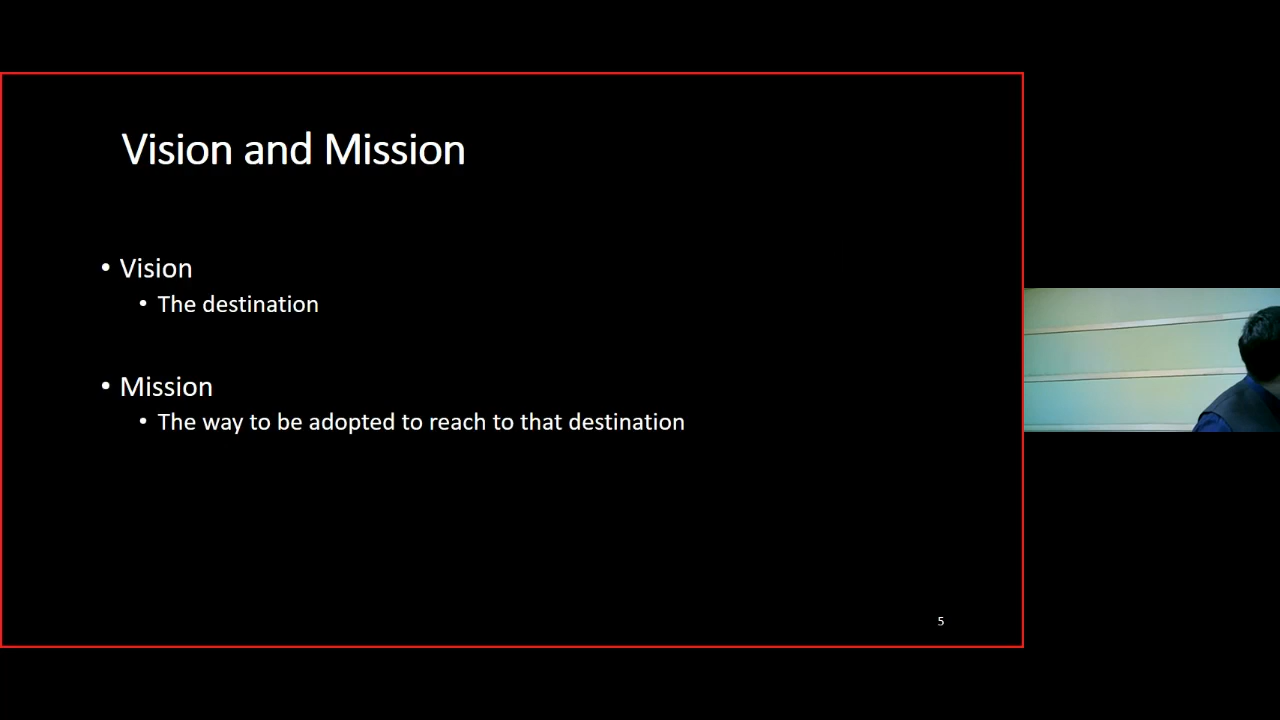 Vision and Mission
• Vision
• The destination
• Mission
• The way to be adopted to reach to that destination
5